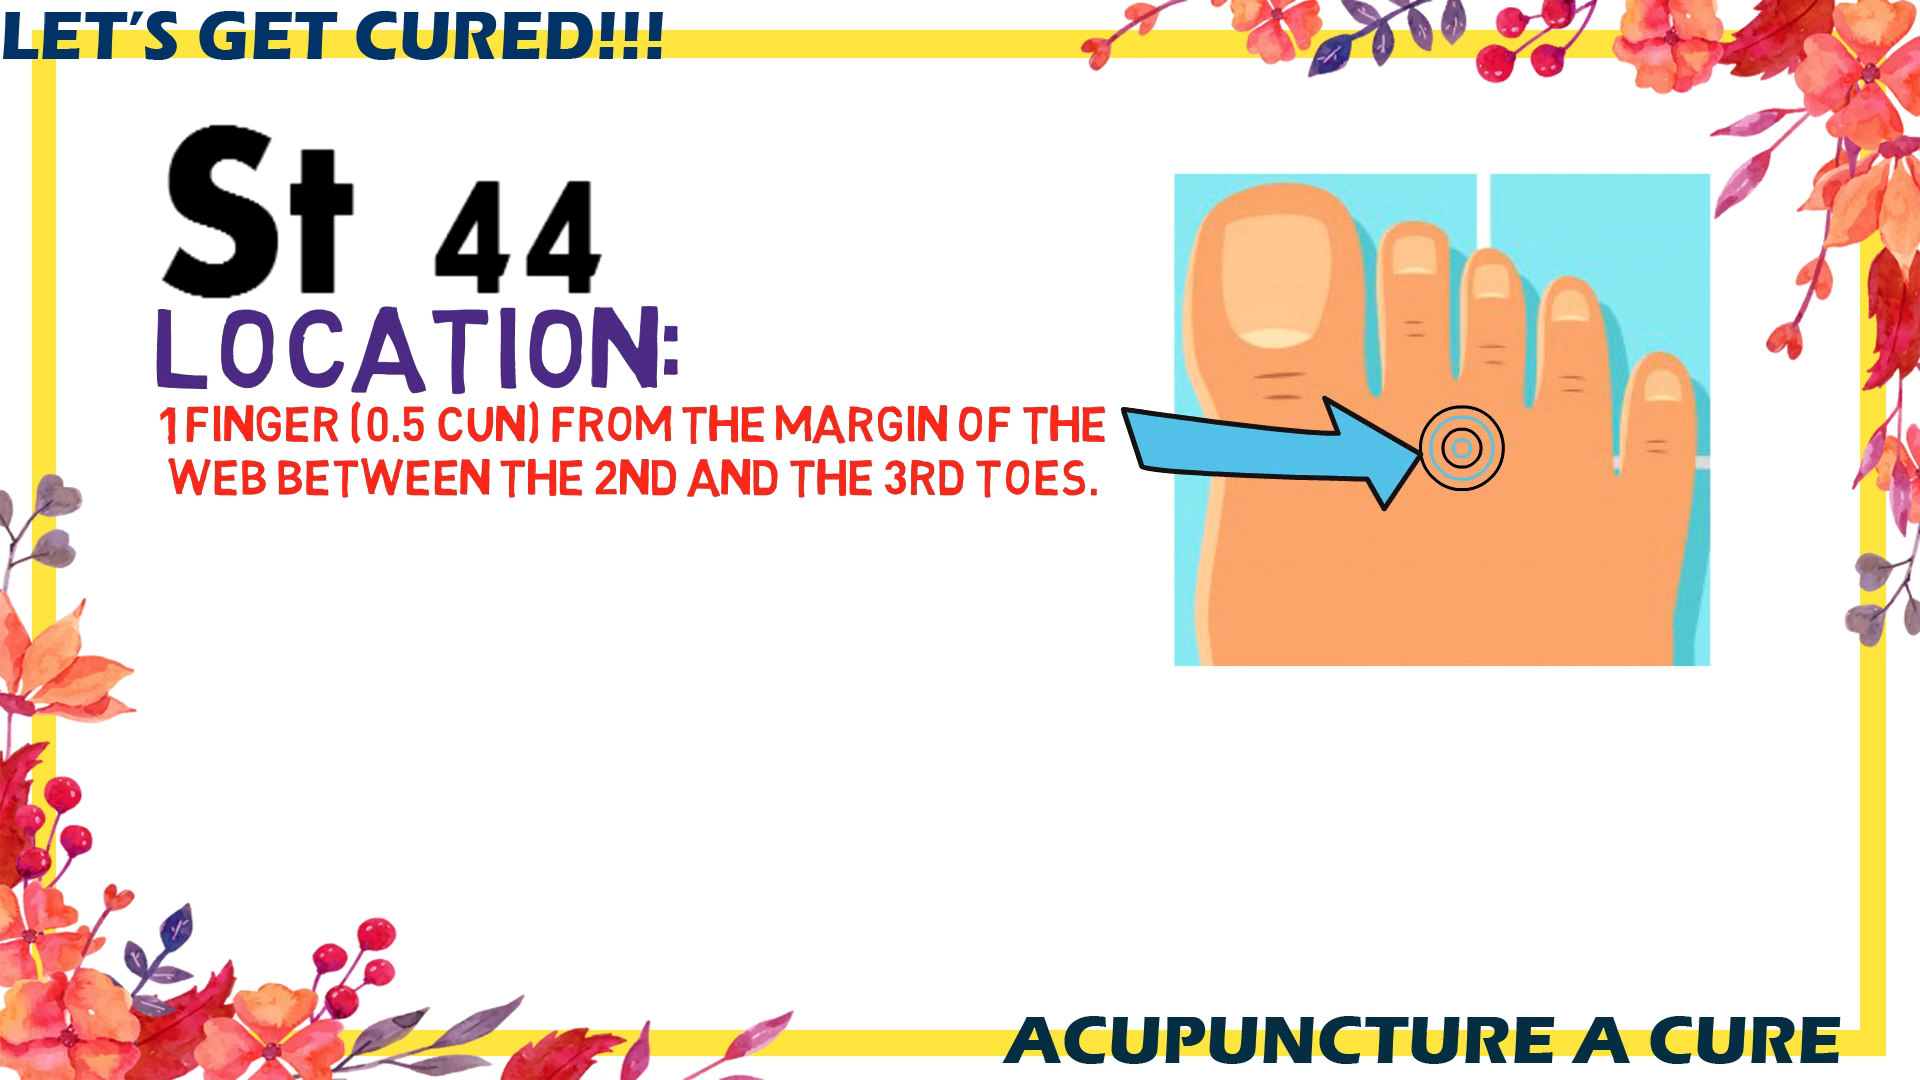 LET'S GET CURED!!!
St 44
LOCATION:
1 FINGER (0.5 CUN) FROM THE MARGIN OF THE
WEB BETWEEN THE 2ND AND THE 3RD TOES.
ACUPUNCTURE A CURE